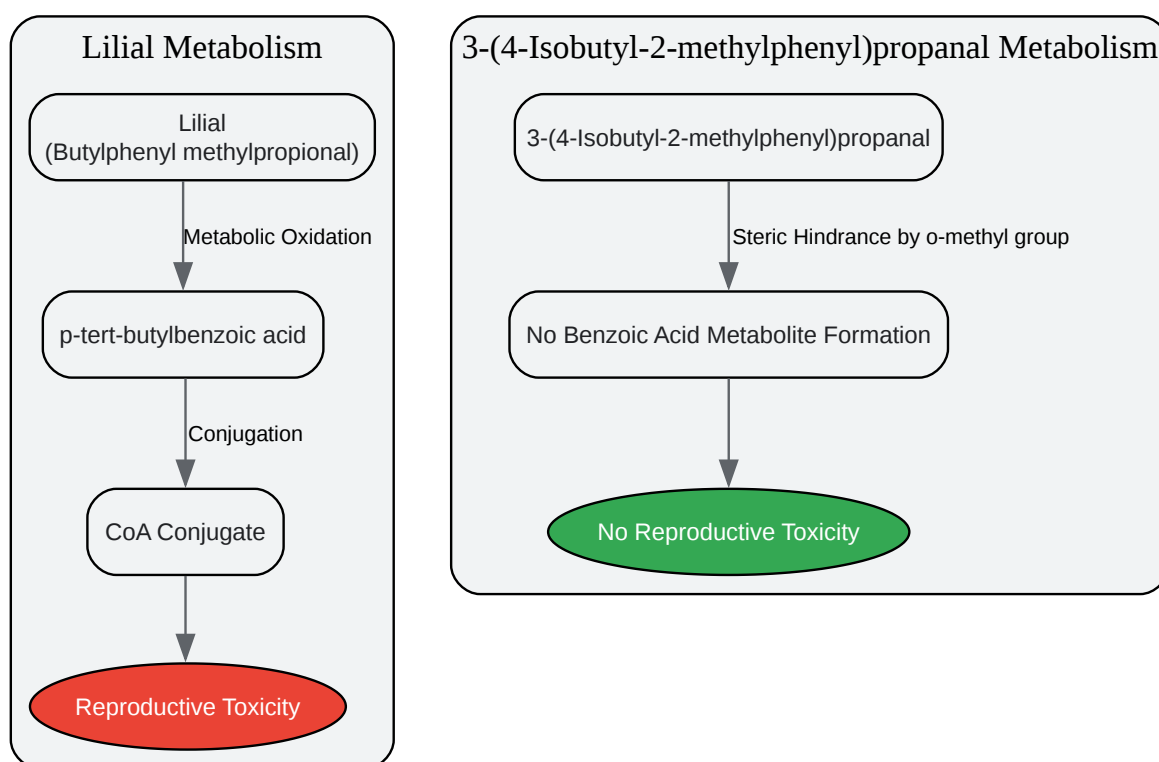 Lilial Metabolism
Lilial
(Butylphenyl methylpropional)
Metabolic Oxidation
p-tert-butylbenzoic acid
Conjugation
CoA Conjugate
Reproductive Toxicity
3-(4-Isobutyl-2-methylphenyl)propanal Metabolism
3-(4-Isobutyl-2-methylphenyl)propanal
Steric Hindrance by o-methyl group
No Benzoic Acid Metabolite Formation
No Reproductive Toxicity